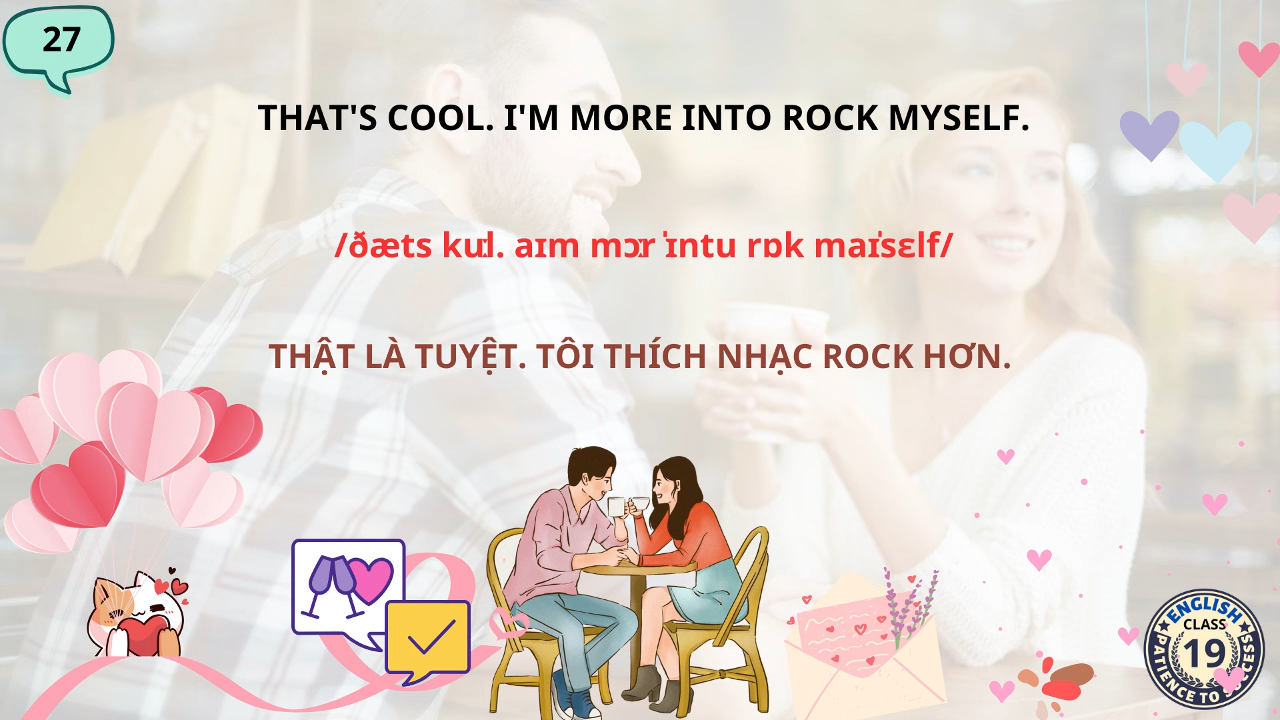 27
THAT'S COOL. I'M MORE INTO ROCK MYSELF.
/ðæts kuːl. aɪm mɔːr ˈɪntu rɒk maɪˈsɛlf/
THẬT LÀ TUYỆT. TÔI THÍCH NHẠC ROCK HƠN.
ENGLISH
CLASS
19
PATIENCE TO SUCCESS